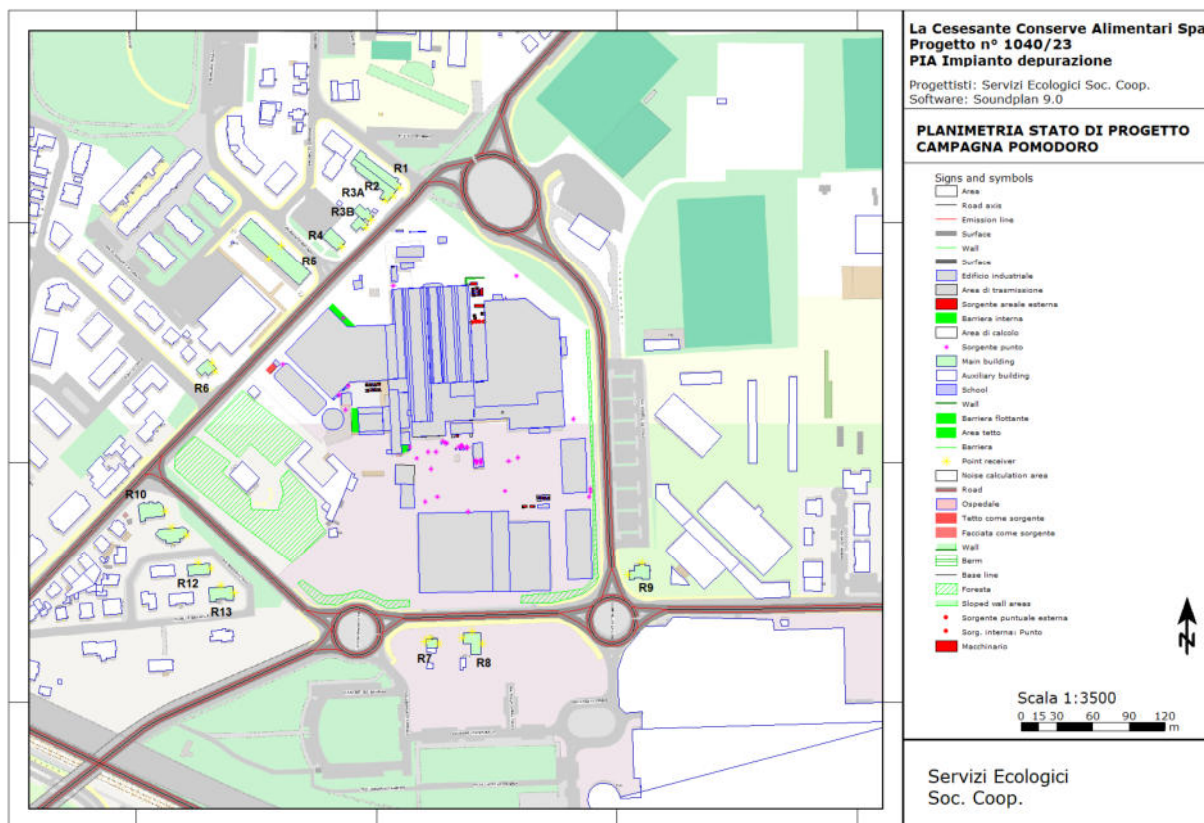 La Cesesante Conserve Alimentari Spa
Progetto n° 1040/23
PIA Impianto depurazione
Progettisti: Servizi Ecologici Soc. Coop.
Software: Soundplan 9.0
PLANIMETRIA STATO DI PROGETTO
CAMPAGNA POMODORO
Signs and symbols
Area
Road axis
Emission line
Surface
Wall
Surface
Edificio industriale
Area di trasmissione
Sorgente areale esterna
Barriera interna
Area di calcolo
Sorgente punto
Main building
Auxiliary building
School
Wall
Barriera flottante
Area tetto
Barriera
Point receiver
Noise calculation area
Road
Ospedale
Tetto come sorgente
Facciata come sorgente
Wall
Berm
Base line
Foresta
Sloped wall areas
Sorgente puntuale esterna
Sorg. interna: Punto
Macchinario
N
Scala 1:3500
0 15 30 60 90 120
m
Servizi Ecologici
Soc. Coop.
R1
R2
R3A
R3B
R4
R6
R6
R10
R12
R13
R7
R8
R9